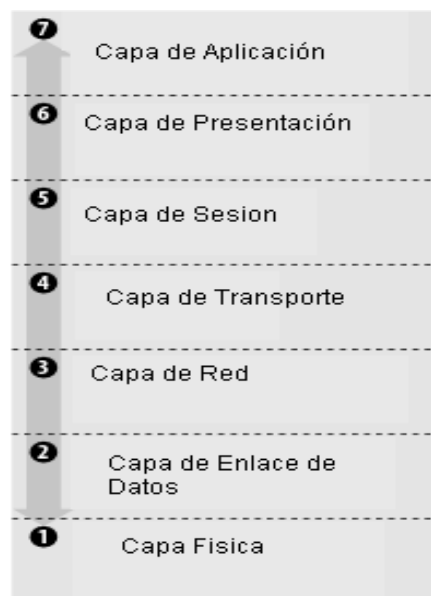 7 Capa de Aplicación
6 Capa de Presentación
5 Capa de Sesion
4 Capa de Transporte
3 Capa de Red
2 Capa de Enlace de
Datos
1 Capa Fisica